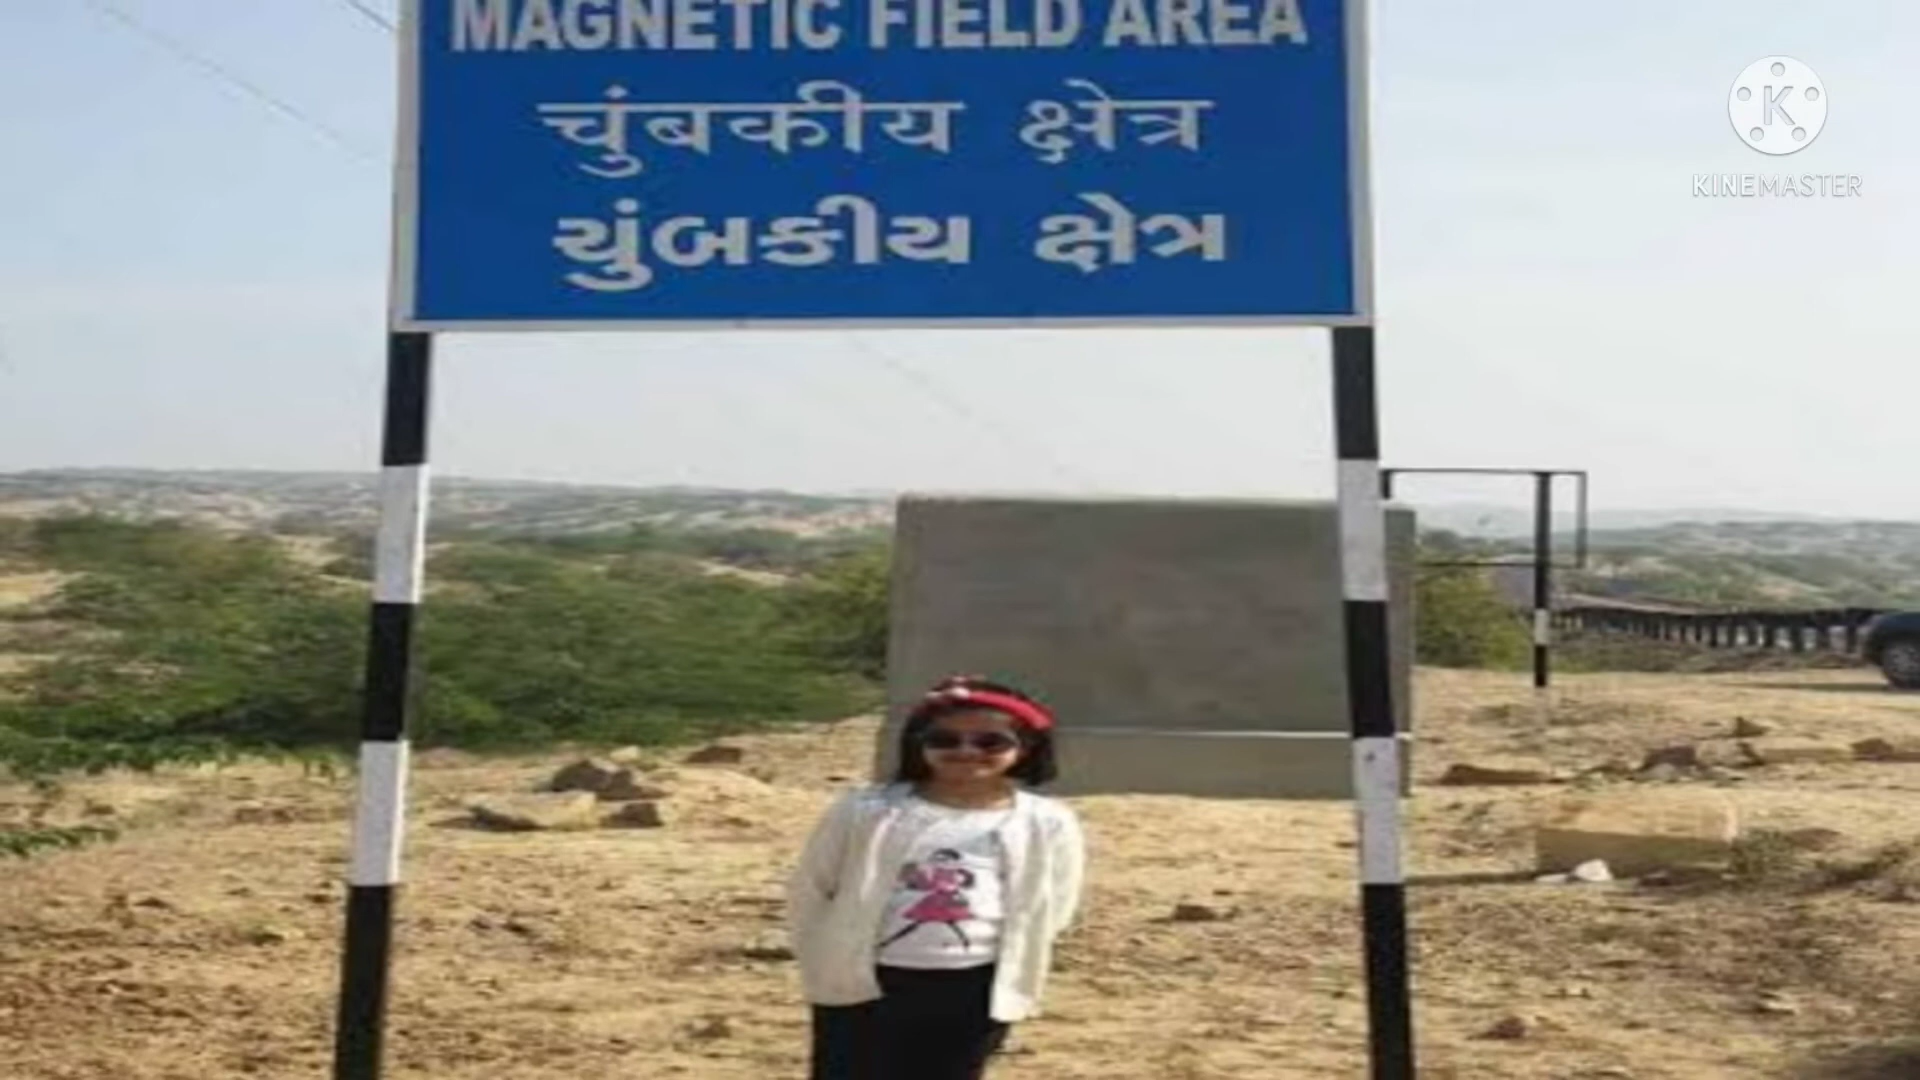 MAGNETIC FIELD AREA
चुंबकीय क्षेत्र
ચુંબકીય ક્ષેત્ર
K
KINEMASTER